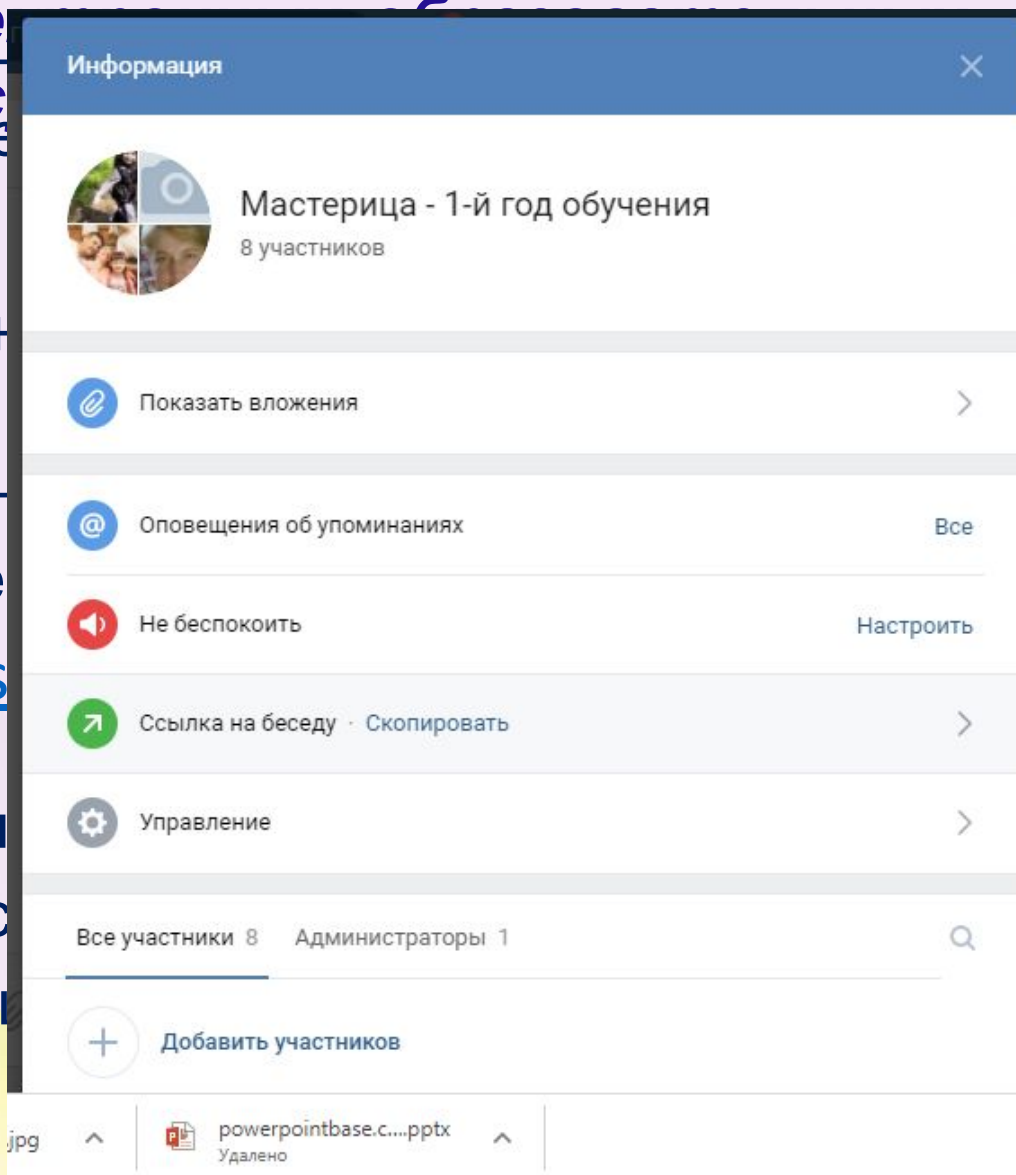 Информация
Мастерица - 1-й год обучения
8 участников
Показать вложения
@ Оповещения об упоминаниях Все
Не беспокоить Настроить
Ссылка на беседу · Скопировать
Управление
Все участники 8 Администраторы 1
Добавить участников
.jpg powerpointbase.c....pptx
Удалено